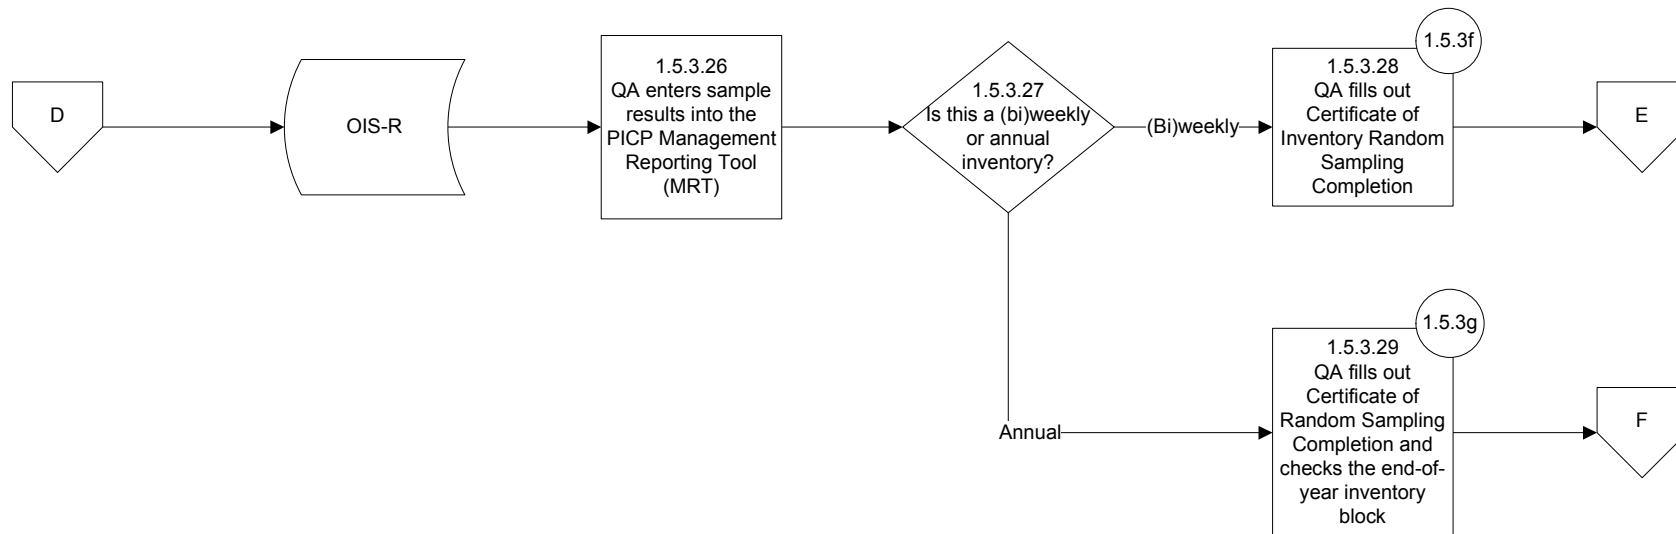 D
OIS-R
1.5.3.26
QA enters sample
results into the
PICP Management
Reporting Tool
(MRT)
1.5.3.27
Is this a (bi)weekly
or annual
inventory?
(Bi)weekly
1.5.3f
1.5.3.28
QA fills out
Certificate of
Inventory Random
Sampling
Completion
E
Annual
1.5.3g
1.5.3.29
QA fills out
Certificate of
Random Sampling
Completion and
checks the end-of-
year inventory
block
F